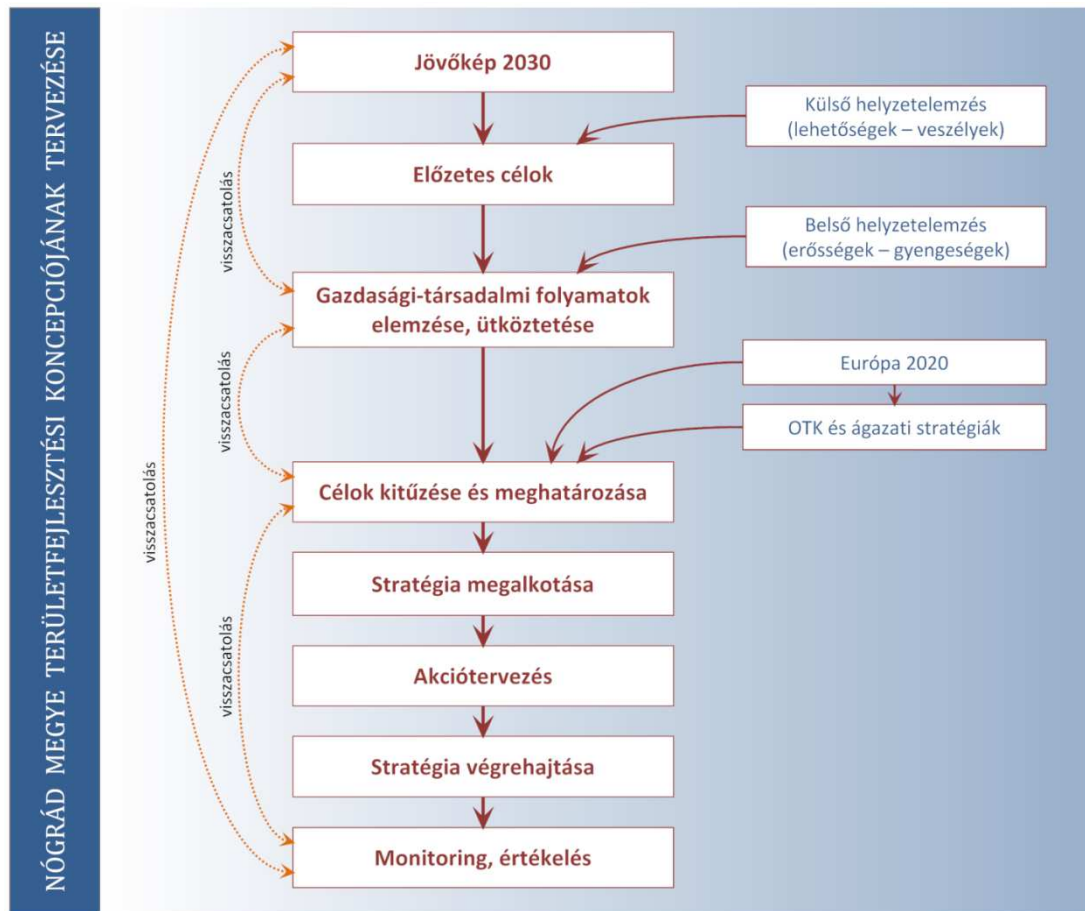 NÓGRÁD MEGYE TERÜLETFEJLESZTÉSI KONCEPCIÓJÁNAK TERVEZÉSE
Jövőkép 2030
Külső helyzetelemzés
(lehetőségek – veszélyek)
Előzetes célok
visszacsatolás
Belső helyzetelemzés
(erősségek – gyengeségek)
Gazdasági-társadalmi folyamatok
elemzése, ütköztetése
visszacsatolás
Európa 2020
OTK és ágazati stratégiák
Célok kitűzése és meghatározása
visszacsatolás
Stratégia megalkotása
visszacsatolás
Akciótervezés
Stratégia végrehajtása
Monitoring, értékelés